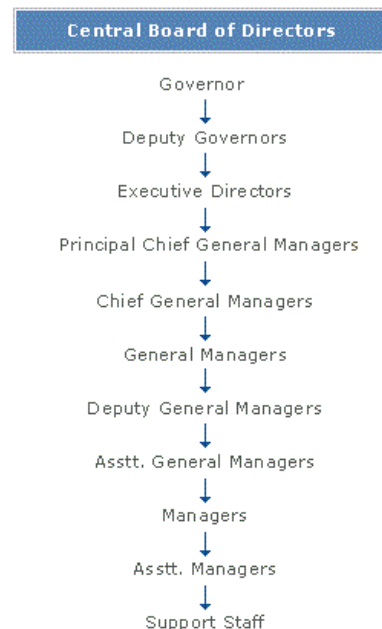 Central Board of Directors
Governor
Deputy Governors
Executive Directors
Principal Chief General Managers
Chief General Managers
General Managers
Deputy General Managers
Asstt. General Managers
Managers
Asstt. Managers
Support Staff